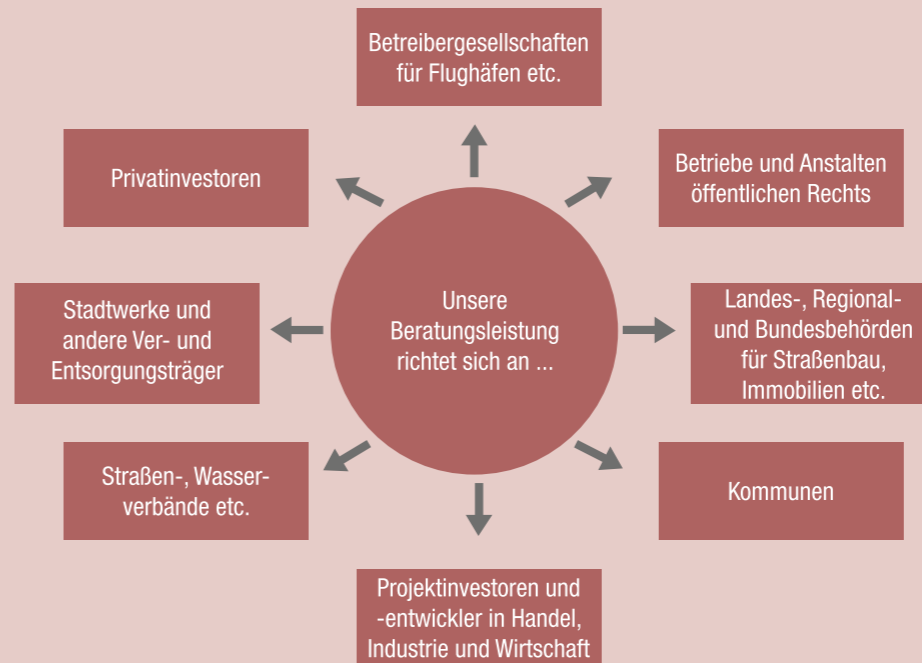 Betreibergesellschaften
für Flughäfen etc.
Privatinvestoren
Betriebe und Anstalten
öffentlichen Rechts
Unsere
Beratungsleistung
richtet sich an ...
Stadtwerke und
andere Ver- und
Entsorgungsträger
Landes-, Regional-
und Bundesbehörden
für Straßenbau,
Immobilien etc.
Straßen-, Wasser-
verbände etc.
Kommunen
Projektinvestoren und
-entwickler in Handel,
Industrie und Wirtschaft